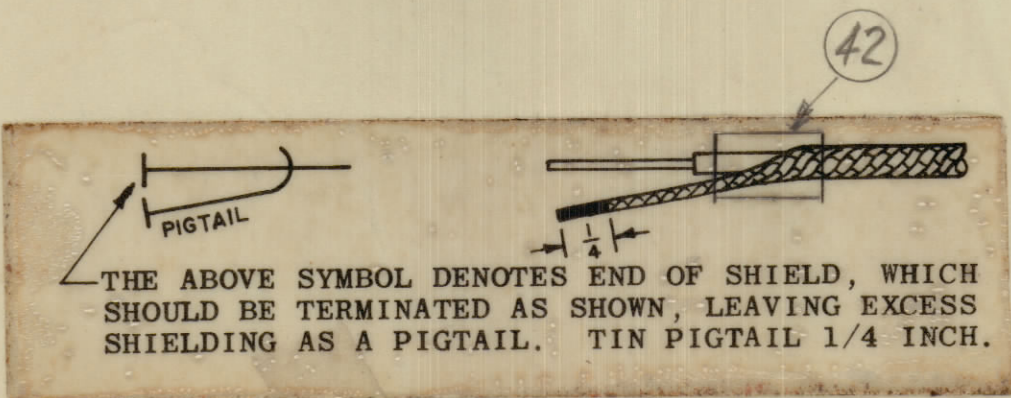 42
PIGTAIL
1/4
THE ABOVE SYMBOL DENOTES END OF SHIELD, WHICH
SHOULD BE TERMINATED AS SHOWN, LEAVING EXCESS
SHIELDING AS A PIGTAIL. TIN PIGTAIL 1/4 INCH.